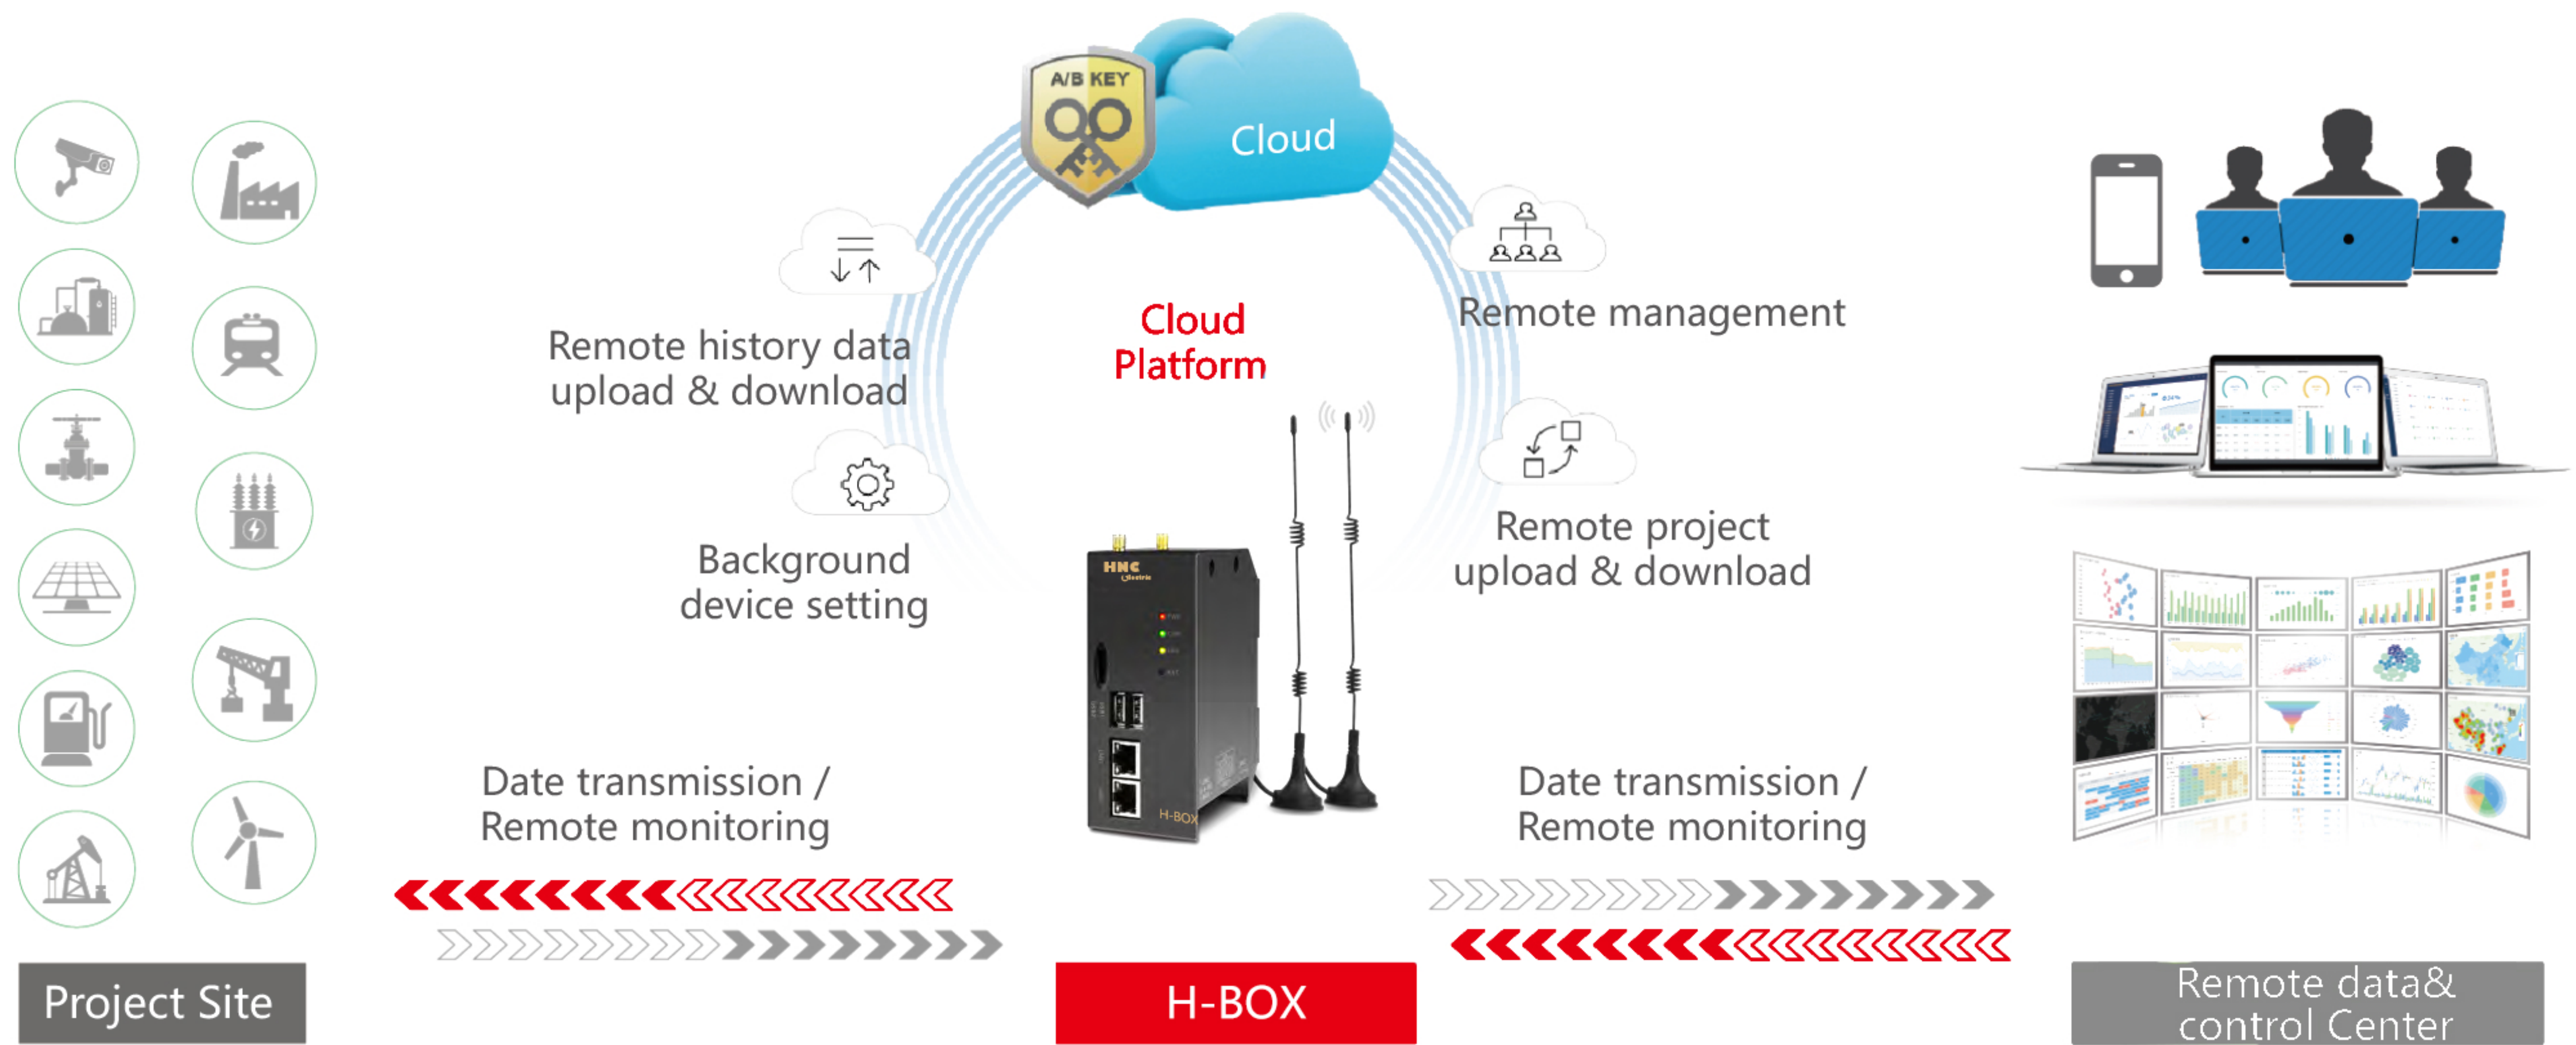 A/B KEY
Cloud
Cloud
Platform
Remote history data
upload & download
Background
device setting
Remote management
Remote project
upload & download
HNC
Electric
H-BOX
Date transmission /
Remote monitoring
Date transmission /
Remote monitoring
Project Site
H-BOX
Remote data&
control Center